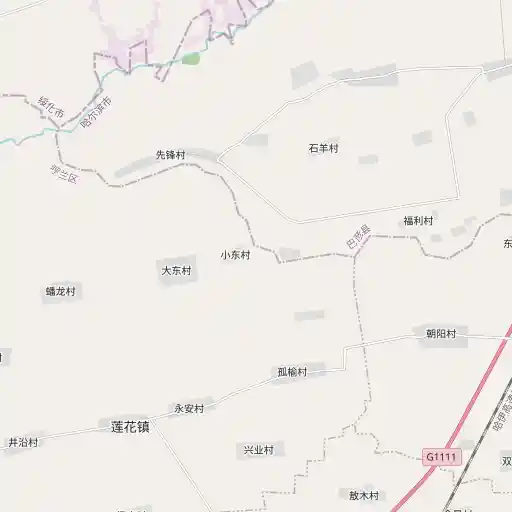 绥化市
哈尔滨市
呼兰区
先锋村
石羊村
福利村
巴彦县
小东村
大东村
蟠龙村
朝阳村
孤榆村
永安村
莲花镇
井沿村
兴业村
G1111
敖木村